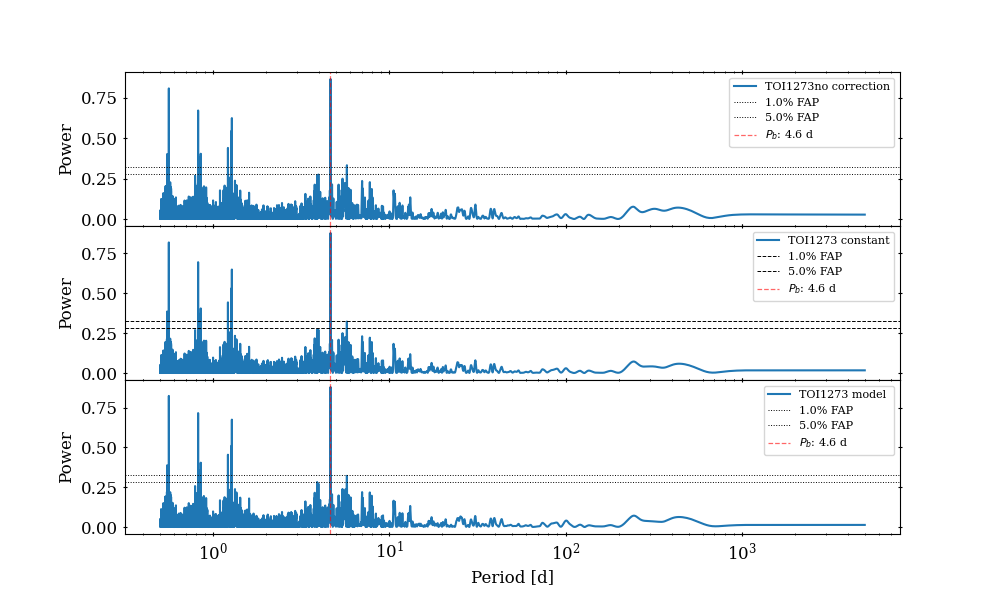 Power
0.75
0.50
0.25
0.00
TOI1273no correction
1.0% FAP
5.0% FAP
P_b: 4.6 d
Power
0.75
0.50
0.25
0.00
TOI1273 constant
1.0% FAP
5.0% FAP
P_b: 4.6 d
Power
0.75
0.50
0.25
0.00
TOI1273 model
1.0% FAP
5.0% FAP
P_b: 4.6 d
10^0 10^1 10^2 10^3
Period [d]